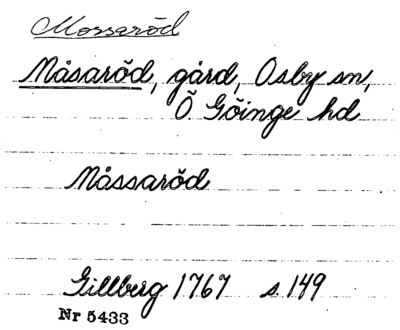 Mossaröd
Måsaröd, gård, Osby sn,
Ö Göinge hd
Måssaröd
Gillberg 1767 s. 149
Nr 5433